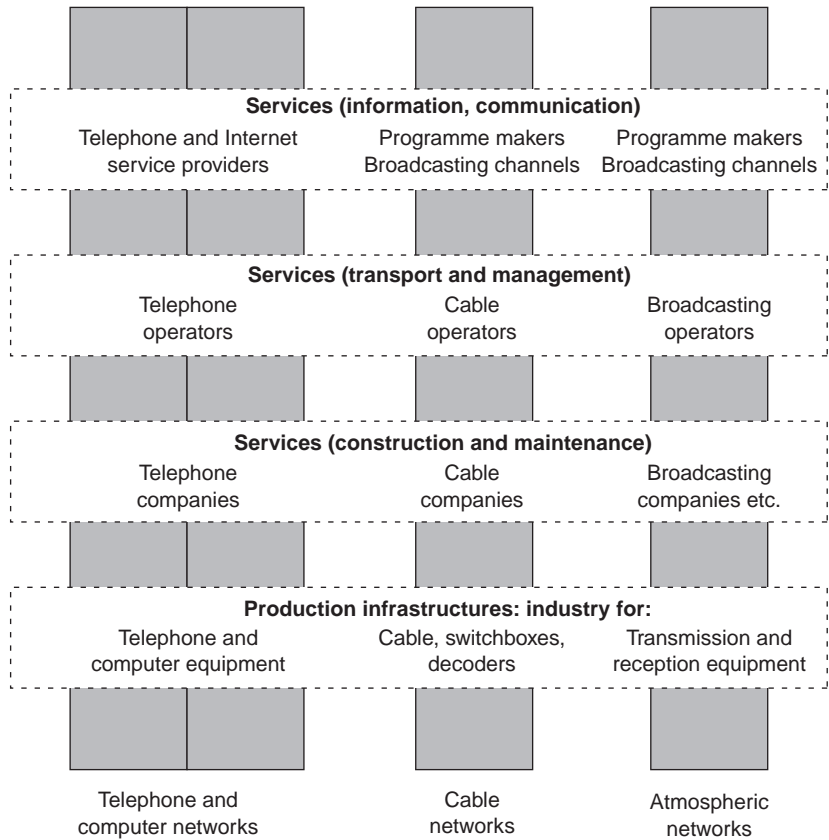 Services (information, communication)
Telephone and Internet
service providers
Programme makers
Broadcasting channels
Programme makers
Broadcasting channels
Services (transport and management)
Telephone
operators
Cable
operators
Broadcasting
operators
Services (construction and maintenance)
Telephone
companies
Cable
companies
Broadcasting
companies etc.
Production infrastructures: industry for:
Telephone and
computer equipment
Cable, switchboxes,
decoders
Transmission and
reception equipment
Telephone and
computer networks
Cable
networks
Atmospheric
networks